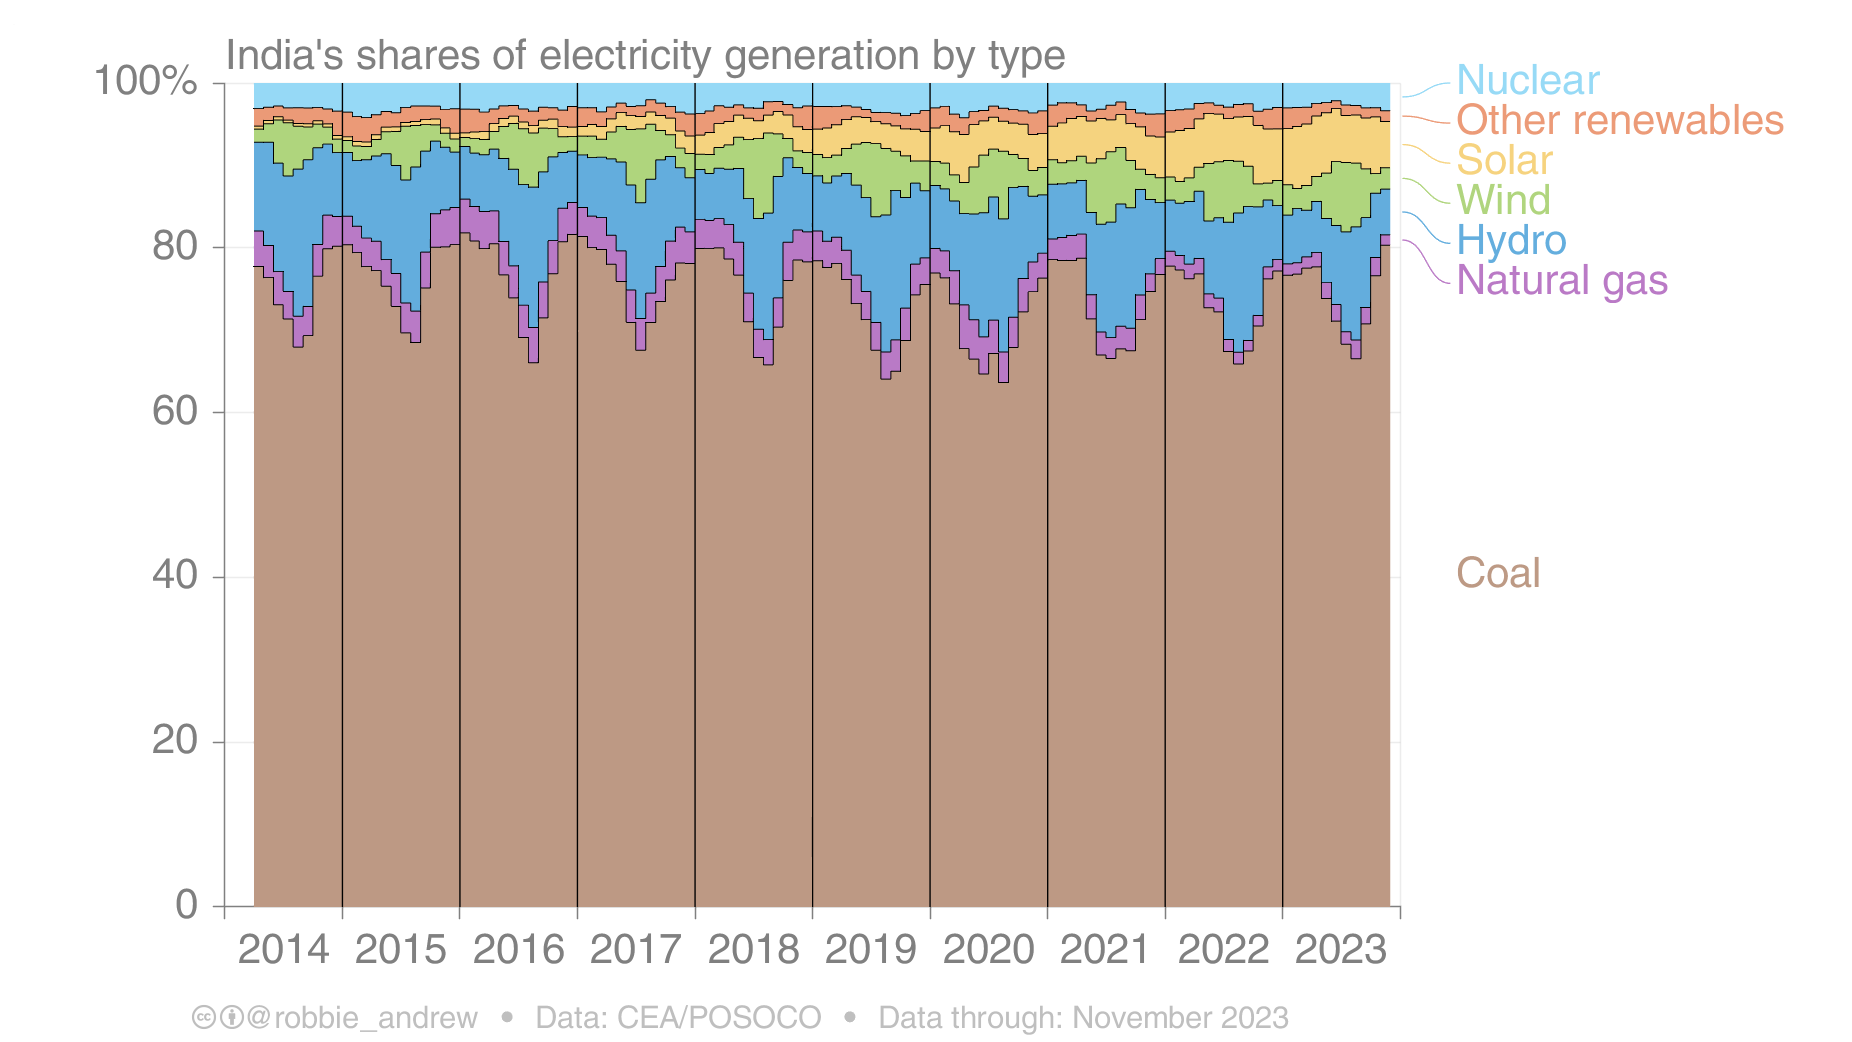 India's shares of electricity generation by type
100%
80
60
40
20
0
2014 2015 2016 2017 2018 2019 2020 2021 2022 2023
Nuclear
Other renewables
Solar
Wind
Hydro
Natural gas
Coal
@robbie_andrew • Data: CEA/POSOCO • Data through: November 2023